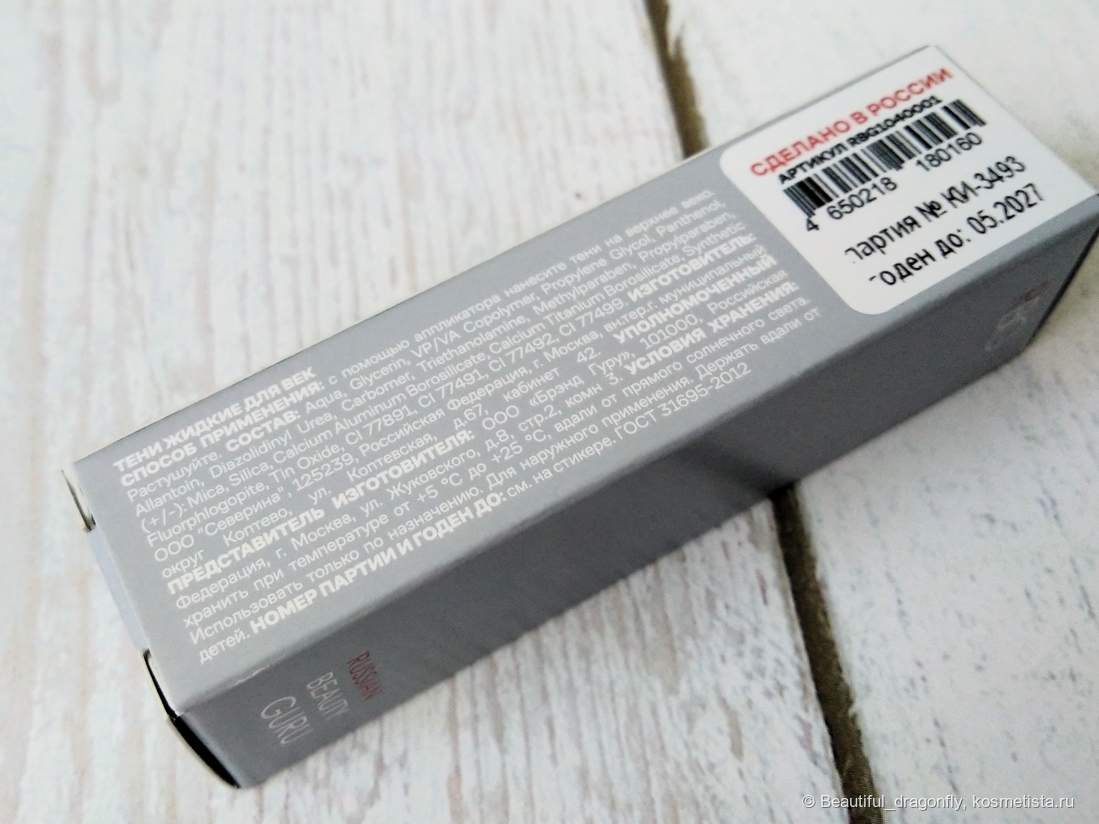 ТЕНИ ЖИДКИЕ ДЛЯ ВЕК
СПОСОБ ПРИМЕНЕНИЯ: с помощью аппликатора нанесите тени на верхнее веко.
Растушуйте. СОСТАВ: Aqua, Glycerin, VP/VA Copolymer, Propylene Glycol, Panthenol,
Allantoin, Diazolidinyl Urea, Carbomer, Triethanolamine, Methylparaben, Propylparaben,
(+/-): Mica, Silica, Calcium Aluminum Borosilicate, Calcium Titanium Borosilicate, Synthetic
Fluorphlogopite, Tin Oxide, CI 77891, CI 77491, CI 77492, CI 77499. ИЗГОТОВИТЕЛЬ:
ООО "Северина", 125239, Российская Федерация, г. Москва, вн.тер.г. муниципальный
округ Коптево, ул. Коптевская, д.67, кабинет 42. УПОЛНОМОЧЕННЫЙ
ПРЕДСТАВИТЕЛЬ ИЗГОТОВИТЕЛЯ: ООО «Брэнд Гуру», 101000, Российская
Федерация, г. Москва, ул. Жуковского, д.8, стр.2, комн 3. УСЛОВИЯ ХРАНЕНИЯ:
хранить при температуре от +5 °C до +25 °C, вдали от прямого солнечного света.
Использовать только по назначению. Для наружного применения. Держать вдали от
детей. НОМЕР ПАРТИИ И ГОДЕН ДО: см. на стикере. ГОСТ 31695-2012
СДЕЛАНО В РОССИИ
АРТИКУЛ RBG1040001
4 650218 180160
Партия № КИ-3493
Годен до: 05.2027
RUSSIAN
BEAUTY
GURU
© Beautiful_dragonfly, kosmetista.ru